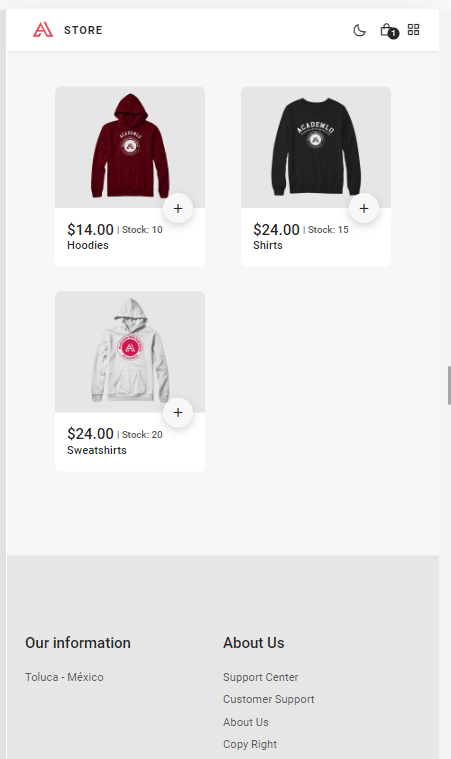 STORE
1
ACADEMLO
ACADEMLO
$14.00 | Stock: 10
Hoodies
$24.00 | Stock: 15
Shirts
$24.00 | Stock: 20
Sweatshirts
Our information
Toluca - México
About Us
Support Center
Customer Support
About Us
Copy Right